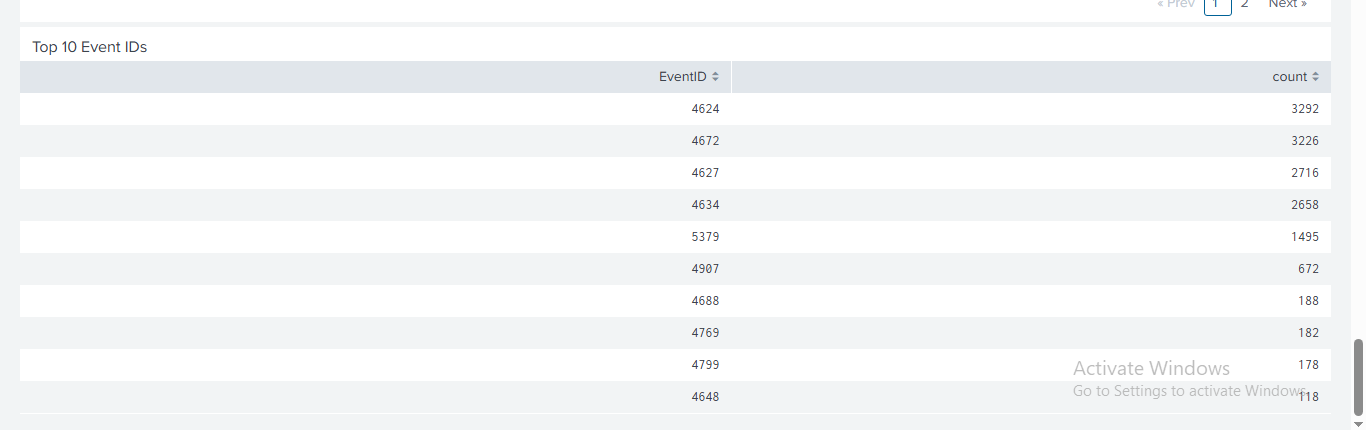 « Prev 1 2 Next »
Top 10 Event IDs
EventID count
4624 3292
4672 3226
4627 2716
4634 2658
5379 1495
4907 672
4688 188
4769 182
4799 178
4648 118
Activate Windows
Go to Settings to activate Windows.